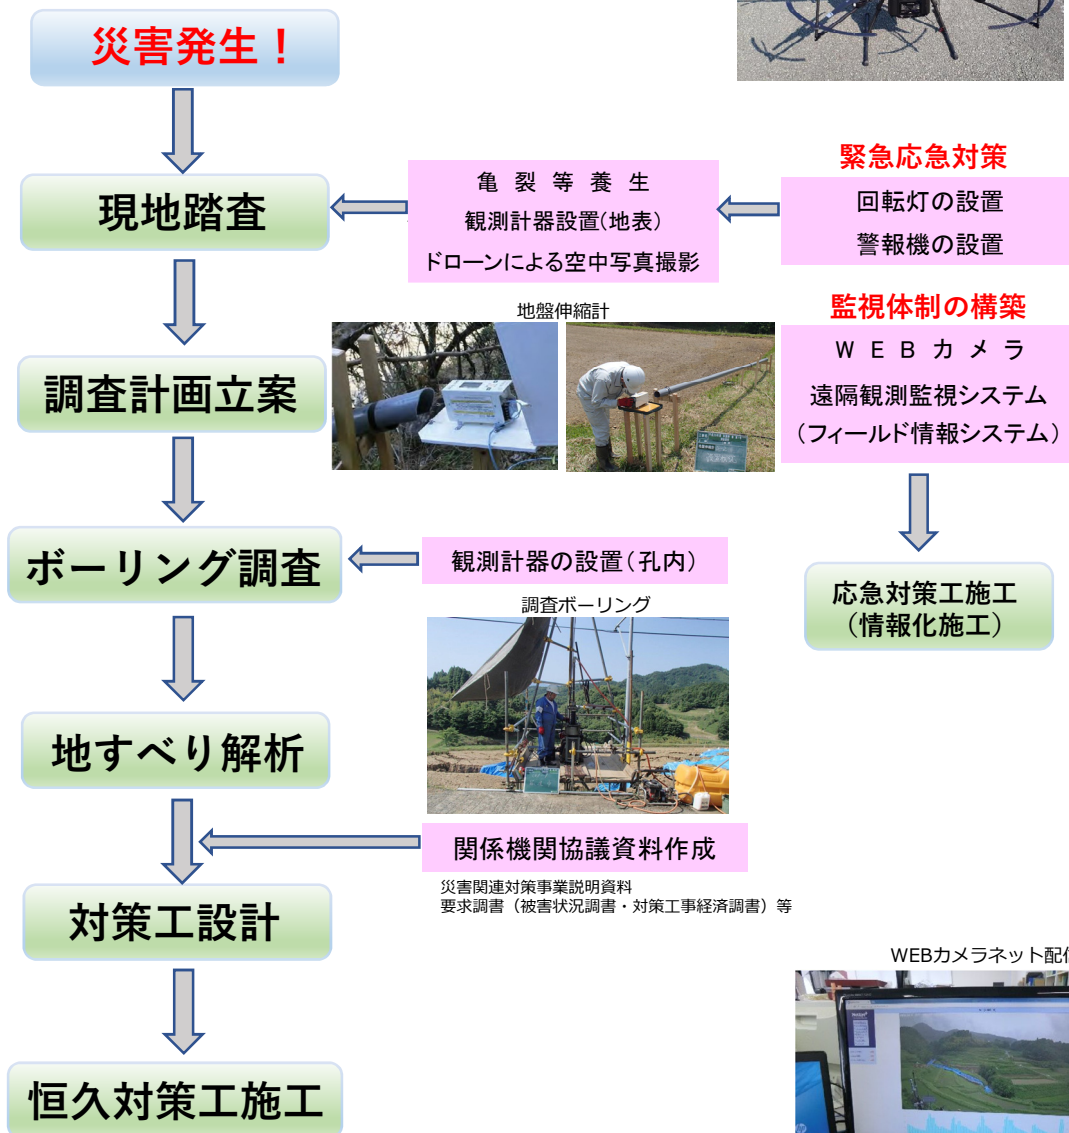 災害発生！
現地踏査
亀裂等養生
観測計器設置(地表)
ドローンによる空中写真撮影
緊急応急対策
回転灯の設置
警報機の設置
地盤伸縮計
監視体制の構築
ＷＥＢカメラ
遠隔観測監視システム
（フィールド情報システム）
調査計画立案
ボーリング調査
観測計器の設置(孔内)
応急対策工施工
（情報化施工）
調査ボーリング
地すべり解析
関係機関協議資料作成
災害関連対策事業説明資料
要求調書（被害状況調書・対策工事経済調書）等
対策工設計
WEBカメラネット配
恒久対策工施工